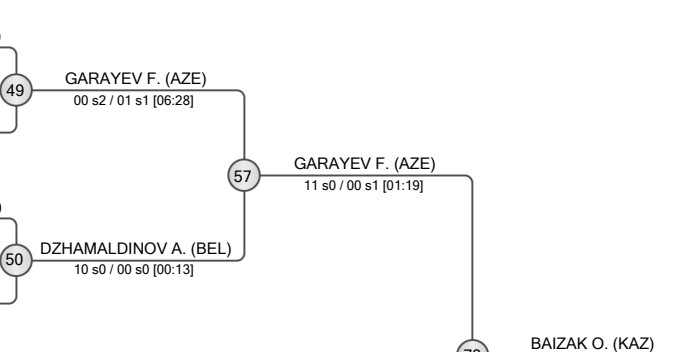 49
GARAYEV F. (AZE)
00 s2 / 01 s1 [06:28]
57
GARAYEV F. (AZE)
11 s0 / 00 s1 [01:19]
50
DZHAMALDINOV A. (BEL)
10 s0 / 00 s0 [00:13]
BAIZAK O. (KAZ)